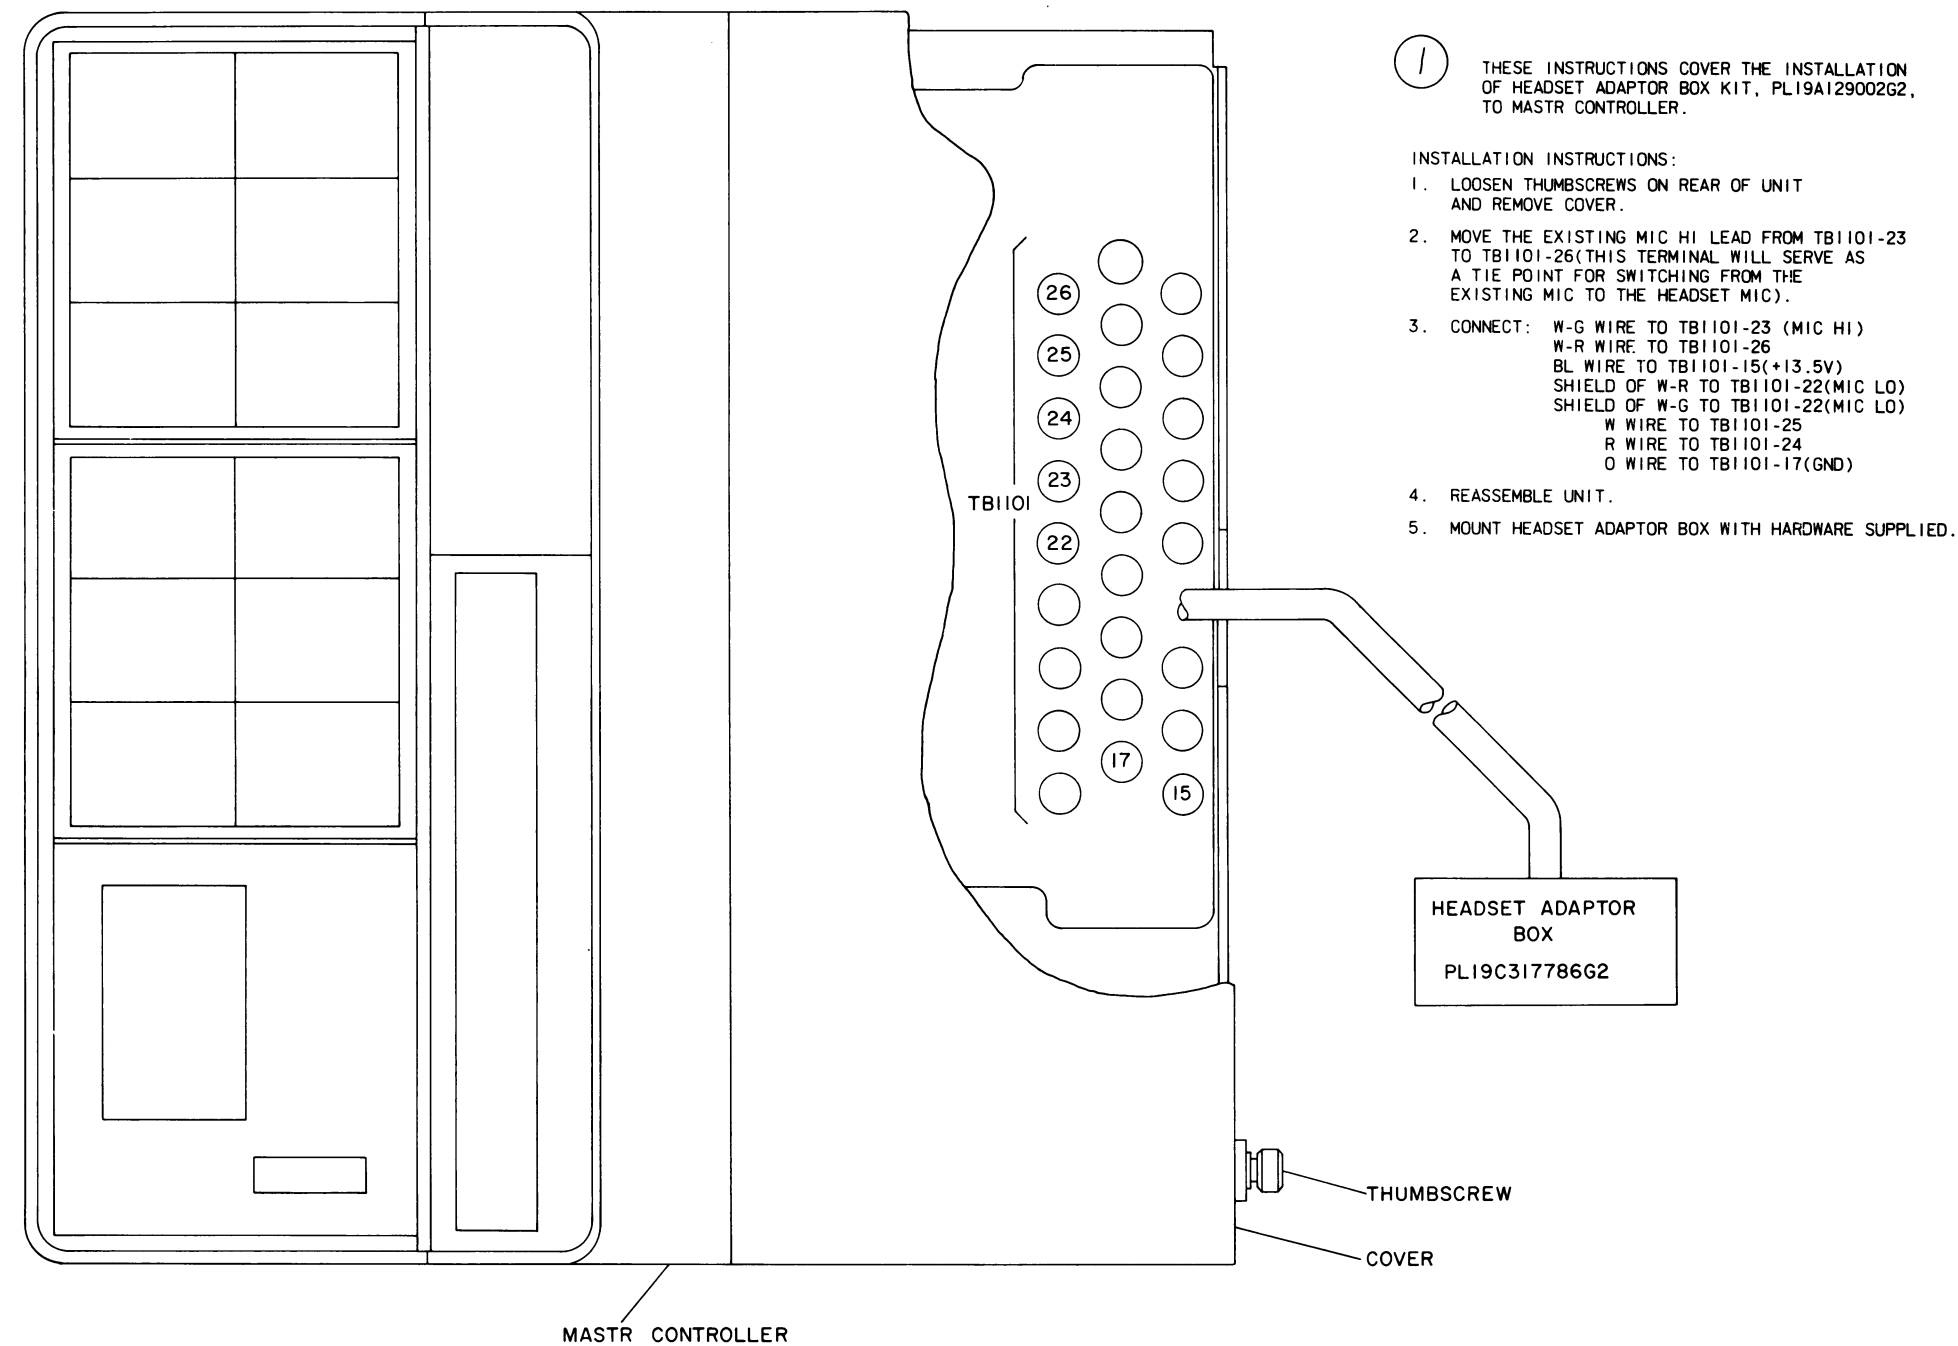 1
THESE INSTRUCTIONS COVER THE INSTALLATION
OF HEADSET ADAPTOR BOX KIT, PL19A129002G2,
TO MASTR CONTROLLER.
INSTALLATION INSTRUCTIONS:
1. LOOSEN THUMBSCREWS ON REAR OF UNIT
AND REMOVE COVER.
2. MOVE THE EXISTING MIC HI LEAD FROM TB1101-23
TO TB1101-26(THIS TERMINAL WILL SERVE AS
A TIE POINT FOR SWITCHING FROM THE
EXISTING MIC TO THE HEADSET MIC).
3. CONNECT: W-G WIRE TO TB1101-23 (MIC HI)
W-R WIRE TO TB1101-26
BL WIRE TO TB1101-15(+13.5V)
SHIELD OF W-R TO TB1101-22(MIC LO)
SHIELD OF W-G TO TB1101-22(MIC LO)
W WIRE TO TB1101-25
R WIRE TO TB1101-24
O WIRE TO TB1101-17(GND)
4. REASSEMBLE UNIT.
5. MOUNT HEADSET ADAPTOR BOX WITH HARDWARE SUPPLIED.
26
25
24
23
TB1101
22
17
15
HEADSET ADAPTOR
BOX
PL19C317786G2
THUMBSCREW
COVER
MASTR CONTROLLER